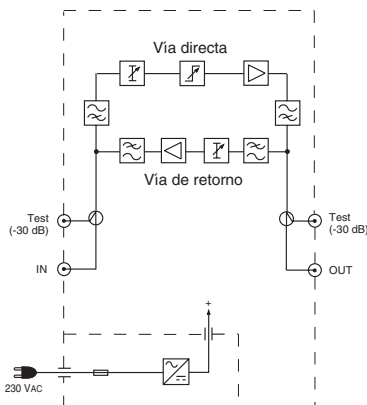 Vía directa
Vía de retorno
Test
(-30 dB)
Test
(-30 dB)
IN
OUT
+
230 VAC